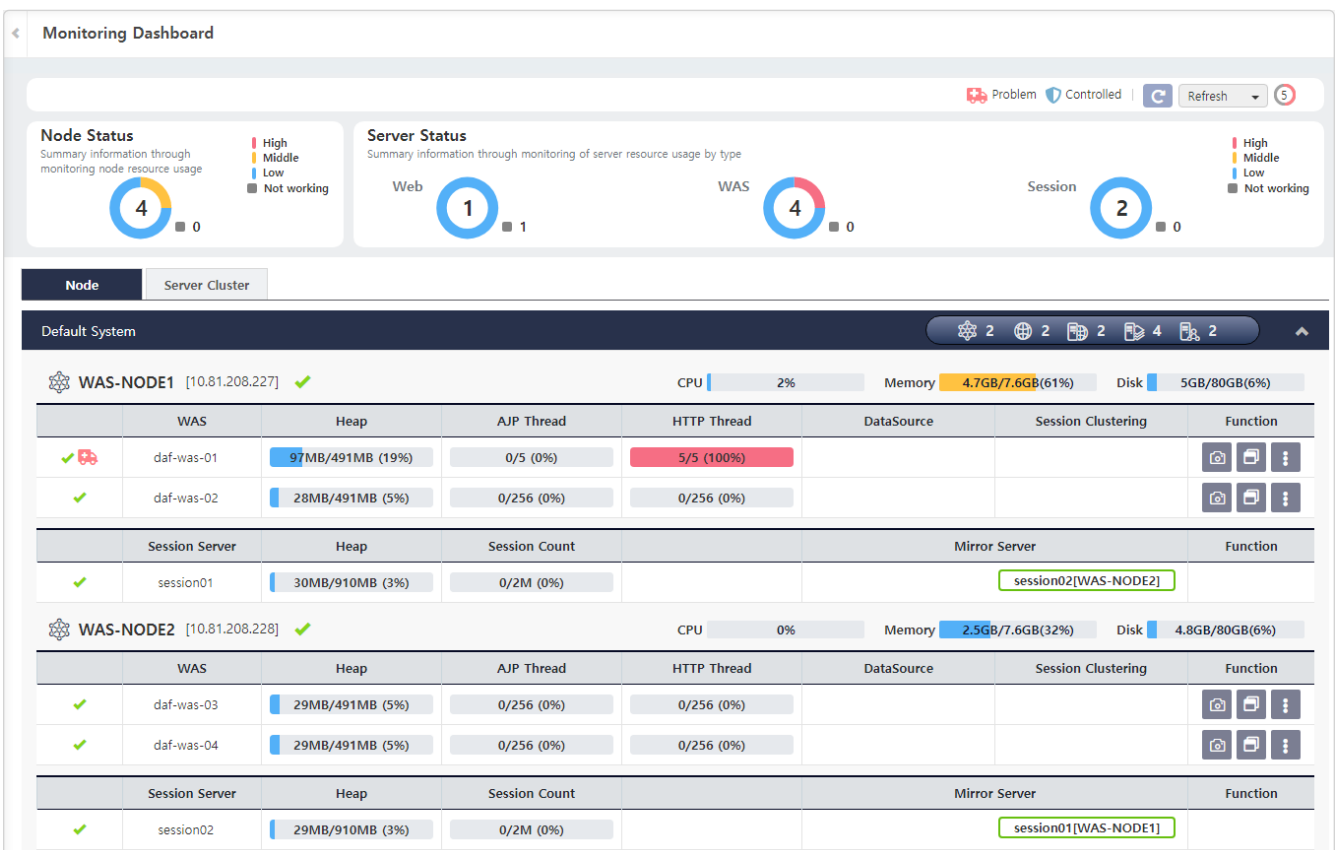 Monitoring Dashboard
Problem Controlled Refresh 5
Node Status
Summary information through
monitoring node resource usage
High
Middle
Low
Not working
4 0
Server Status
Summary information through monitoring of server resource usage by type
High
Middle
Low
Not working
Web 1 1
WAS 4 0
Session 2 0
Node Server Cluster
Default System 2 2 2 4 2
WAS-NODE1 [10.81.208.227] CPU 2% Memory 4.7GB/7.6GB(61%) Disk 5GB/80GB(6%)
WAS Heap AJP Thread HTTP Thread DataSource Session Clustering Function
daf-was-01 97MB/491MB (19%) 0/5 (0%) 5/5 (100%)
daf-was-02 28MB/491MB (5%) 0/256 (0%) 0/256 (0%)
Session Server Heap Session Count Mirror Server Function
session01 30MB/910MB (3%) 0/2M (0%) session02[WAS-NODE2]
WAS-NODE2 [10.81.208.228] CPU 0% Memory 2.5GB/7.6GB(32%) Disk 4.8GB/80GB(6%)
WAS Heap AJP Thread HTTP Thread DataSource Session Clustering Function
daf-was-03 29MB/491MB (5%) 0/256 (0%) 0/256 (0%)
daf-was-04 29MB/491MB (5%) 0/256 (0%) 0/256 (0%)
Session Server Heap Session Count Mirror Server Function
session02 29MB/910MB (3%) 0/2M (0%) session01[WAS-NODE1]